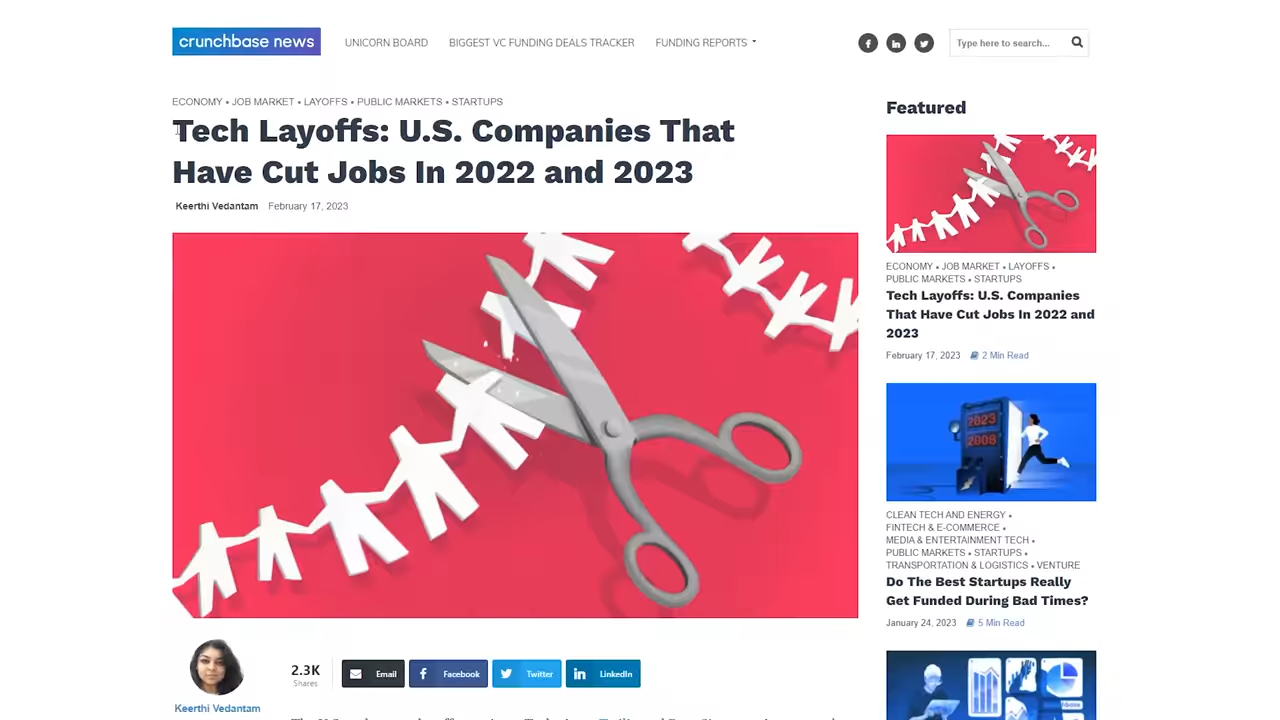 crunchbase news
UNICORN BOARD
BIGGEST VC FUNDING DEALS TRACKER
FUNDING REPORTS
Type here to search...
ECONOMY • JOB MARKET • LAYOFFS • PUBLIC MARKETS • STARTUPS
Tech Layoffs: U.S. Companies That
Have Cut Jobs In 2022 and 2023
Keerthi Vedantam February 17, 2023
2.3K
Shares
Email
Facebook
Twitter
LinkedIn
Keerthi Vedantam
Featured
ECONOMY • JOB MARKET • LAYOFFS •
PUBLIC MARKETS • STARTUPS
Tech Layoffs: U.S. Companies
That Have Cut Jobs In 2022 and
2023
February 17, 2023 2 Min Read
2023
2008
CLEAN TECH AND ENERGY •
FINTECH & E-COMMERCE •
MEDIA & ENTERTAINMENT TECH •
PUBLIC MARKETS • STARTUPS •
TRANSPORTATION & LOGISTICS • VENTURE
Do The Best Startups Really
Get Funded During Bad Times?
January 24, 2023 5 Min Read